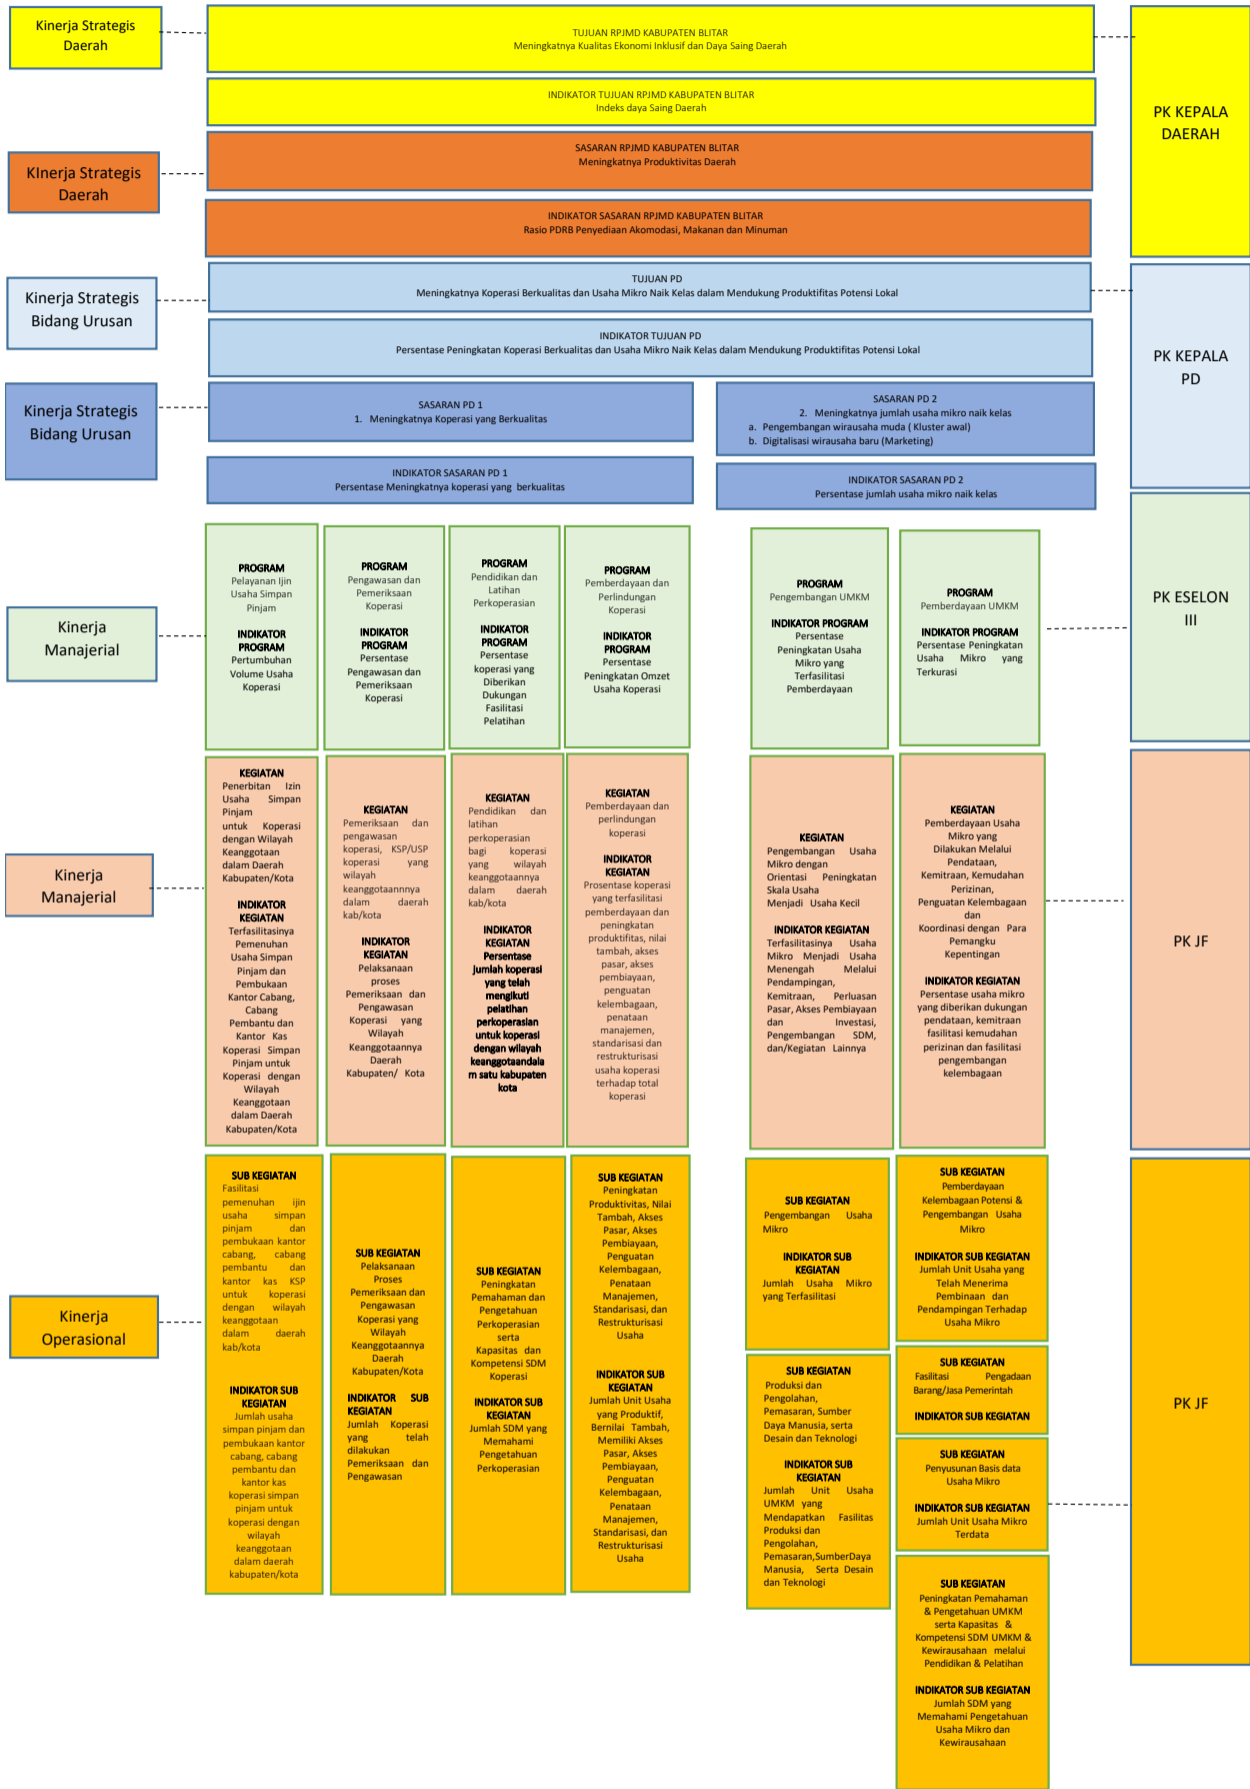 Kinerja Strategis
Daerah
TUJUAN RPJMD KABUPATEN BLITAR
Meningkatnya Kualitas Ekonomi Inklusif dan Daya Saing Daerah
INDIKATOR TUJUAN RPJMD KABUPATEN BLITAR
Indeks daya Saing Daerah
PK KEPALA
DAERAH
KInerja Strategis
Daerah
SASARAN RPJMD KABUPATEN BLITAR
Meningkatnya Produktivitas Daerah
INDIKATOR SASARAN RPJMD KABUPATEN BLITAR
Rasio PDRB Penyediaan Akomodasi, Makanan dan Minuman
Kinerja Strategis
Bidang Urusan
TUJUAN PD
Meningkatnya Koperasi Berkualitas dan Usaha Mikro Naik Kelas dalam Mendukung Produktifitas Potensi Lokal
INDIKATOR TUJUAN PD
Persentase Peningkatan Koperasi Berkualitas dan Usaha Mikro Naik Kelas dalam Mendukung Produktifitas Potensi Lokal
PK KEPALA
PD
Kinerja Strategis
Bidang Urusan
SASARAN PD 1
1. Meningkatnya Koperasi yang Berkualitas
INDIKATOR SASARAN PD 1
Persentase Meningkatnya koperasi yang berkualitas
SASARAN PD 2
2. Meningkatnya jumlah usaha mikro naik kelas
a. Pengembangan wirausaha muda ( Kluster awal)
b. Digitalisasi wirausaha baru (Marketing)
INDIKATOR SASARAN PD 2
Persentase jumlah usaha mikro naik kelas
Kinerja
Manajerial
PROGRAM
Pelayanan Ijin
Usaha Simpan
Pinjam
INDIKATOR
PROGRAM
Pertumbuhan
Volume Usaha
Koperasi
PROGRAM
Pengawasan dan
Pemeriksaan
Koperasi
INDIKATOR
PROGRAM
Persentase
Pengawasan dan
Pemeriksaan
Koperasi
PROGRAM
Pendidikan dan
Latihan
Perkoperasian
INDIKATOR
PROGRAM
Persentase
koperasi yang
Diberikan
Dukungan
Fasilitasi
Pelatihan
PROGRAM
Pemberdayaan dan
Perlindungan
Koperasi
INDIKATOR
PROGRAM
Persentase
Peningkatan Omzet
Usaha Koperasi
PROGRAM
Pengembangan UMKM
INDIKATOR PROGRAM
Persentase
Peningkatan Usaha
Mikro yang
Terfasilitasi
Pemberdayaan
PROGRAM
Pemberdayaan UMKM
INDIKATOR PROGRAM
Persentase Peningkatan
Usaha Mikro yang
Terkurasi
PK ESELON
III
Kinerja
Manajerial
KEGIATAN
Penerbitan Izin
Usaha Simpan
Pinjam
untuk Koperasi
dengan Wilayah
Keanggotaan
dalam Daerah
Kabupaten/Kota
INDIKATOR
KEGIATAN
Terfasilitasinya
Pemenuhan
Usaha Simpan
Pinjam dan
Pembukaan
Kantor Cabang,
Cabang
Pembantu dan
Kantor Kas
Koperasi Simpan
Pinjam untuk
Koperasi dengan
Wilayah
Keanggotaan
dalam Daerah
Kabupaten/Kota
KEGIATAN
Pemeriksaan dan
pengawasan
koperasi, KSP/USP
koperasi yang
wilayah
keanggotaannnya
dalam daerah
kab/kota
INDIKATOR
KEGIATAN
Pelaksanaan
proses
Pemeriksaan dan
Pengawasan
Koperasi yang
Wilayah
Keanggotaannya
Daerah
Kabupaten/ Kota
KEGIATAN
Pendidikan dan
latihan
perkoperasian
bagi koperasi
yang wilayah
keanggotaannya
dalam daerah
kab/kota
INDIKATOR
KEGIATAN
Persentase
jumlah koperasi
yang telah
mengikuti
pelatihan
perkoperasian
untuk koperasi
dengan wilayah
keanggotaandala
m satu kabupaten
kota
KEGIATAN
Pemberdayaan dan
perlindungan
koperasi
INDIKATOR
KEGIATAN
Prosentase koperasi
yang terfasilitasi
pemberdayaan dan
peningkatan
produktifitas, nilai
tambah, akses
pasar, akses
pembiayaan,
penguatan
kelembagaan,
penataan
manajemen,
standarisasi dan
restrukturisasi
usaha koperasi
terhadap total
koperasi
KEGIATAN
Pengembangan Usaha
Mikro dengan
Orientasi Peningkatan
Skala Usaha
Menjadi Usaha Kecil
INDIKATOR KEGIATAN
Terfasilitasinya Usaha
Mikro Menjadi Usaha
Menengah Melalui
Pendampingan,
Kemitraan, Perluasan
Pasar, Akses Pembiayaan
dan Investasi,
Pengembangan SDM,
dan/Kegiatan Lainnya
KEGIATAN
Pemberdayaan Usaha
Mikro yang
Dilakukan Melalui
Pendataan,
Kemitraan, Kemudahan
Perizinan,
Penguatan Kelembagaan
dan
Koordinasi dengan Para
Pemangku
Kepentingan
INDIKATOR KEGIATAN
Persentase usaha mikro
yang diberikan dukungan
pendataan, kemitraan
fasilitasi kemudahan
perizinan dan fasilitasi
pengembangan
kelembagaan
PK JF
Kinerja
Operasional
SUB KEGIATAN
Fasilitasi
pemenuhan ijin
usaha simpan
pinjam dan
pembukaan kantor
cabang, cabang
pembantu dan
kantor kas KSP
untuk koperasi
dengan wilayah
keanggotaan
dalam daerah
kab/kota
INDIKATOR SUB
KEGIATAN
Jumlah usaha
simpan pinjam dan
pembukaan kantor
cabang, cabang
pembantu dan
kantor kas
koperasi simpan
pinjam untuk
koperasi dengan
wilayah
keanggotaan
dalam daerah
kabupaten/kota
SUB KEGIATAN
Pelaksanaan
Proses
Pemeriksaan dan
Pengawasan
Koperasi yang
Wilayah
Keanggotaannya
Daerah
Kabupaten/Kota
INDIKATOR SUB
KEGIATAN
Jumlah Koperasi
yang telah
dilakukan
Pemeriksaan dan
Pengawasan
SUB KEGIATAN
Peningkatan
Pemahaman dan
Pengetahuan
Perkoperasian
serta
Kapasitas dan
Kompetensi SDM
Koperasi
INDIKATOR SUB
KEGIATAN
Jumlah SDM yang
Memahami
Pengetahuan
Perkoperasian
SUB KEGIATAN
Peningkatan
Produktivitas, Nilai
Tambah, Akses
Pasar, Akses
Pembiayaan,
Penguatan
Kelembagaan,
Penataan
Manajemen,
Standarisasi, dan
Restrukturisasi
Usaha
INDIKATOR SUB
KEGIATAN
Jumlah Unit Usaha
yang Produktif,
Bernilai Tambah,
Memiliki Akses
Pasar, Akses
Pembiayaan,
Penguatan
Kelembagaan,
Penataan
Manajemen,
Standarisasi, dan
Restrukturisasi
Usaha
SUB KEGIATAN
Pengembangan Usaha
Mikro
INDIKATOR SUB
KEGIATAN
Jumlah Usaha Mikro
yang Terfasilitasi
SUB KEGIATAN
Produksi dan
Pengolahan,
Pemasaran, Sumber
Daya Manusia, serta
Desain dan Teknologi
INDIKATOR SUB
KEGIATAN
Jumlah Unit Usaha
UMKM yang
Mendapatkan Fasilitas
Produksi dan
Pengolahan,
Pemasaran,SumberDaya
Manusia, Serta Desain
dan Teknologi
SUB KEGIATAN
Pemberdayaan
Kelembagaan Potensi &
Pengembangan Usaha
Mikro
INDIKATOR SUB KEGIATAN
Jumlah Unit Usaha yang
Telah Menerima
Pembinaan dan
Pendampingan Terhadap
Usaha Mikro
SUB KEGIATAN
Fasilitasi Pengadaan
Barang/Jasa Pemerintah
INDIKATOR SUB KEGIATAN
SUB KEGIATAN
Penyusunan Basis data
Usaha Mikro
INDIKATOR SUB KEGIATAN
Jumlah Unit Usaha Mikro
Terdata
SUB KEGIATAN
Peningkatan Pemahaman
& Pengetahuan UMKM
serta Kapasitas &
Kompetensi SDM UMKM &
Kewirausahaan melalui
Pendidikan & Pelatihan
INDIKATOR SUB KEGIATAN
Jumlah SDM yang
Memahami Pengetahuan
Usaha Mikro dan
Kewirausahaan
PK JF